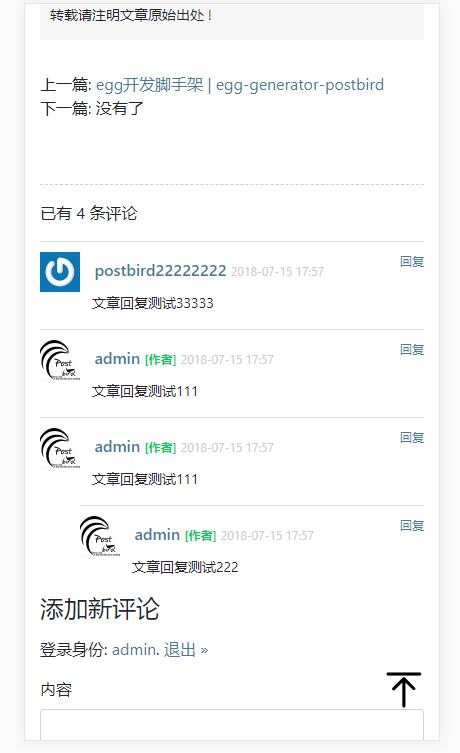 转载请注明文章原始出处 !
上一篇: egg开发脚手架 | egg-generator-postbird
下一篇: 没有了
已有 4 条评论
postbird22222222 2018-07-15 17:57 回复
文章回复测试33333
Post bird
admin [作者] 2018-07-15 17:57 回复
文章回复测试111
Post bird
admin [作者] 2018-07-15 17:57 回复
文章回复测试111
Post bird
admin [作者] 2018-07-15 17:57 回复
文章回复测试222
添加新评论
登录身份: admin. 退出 »
内容